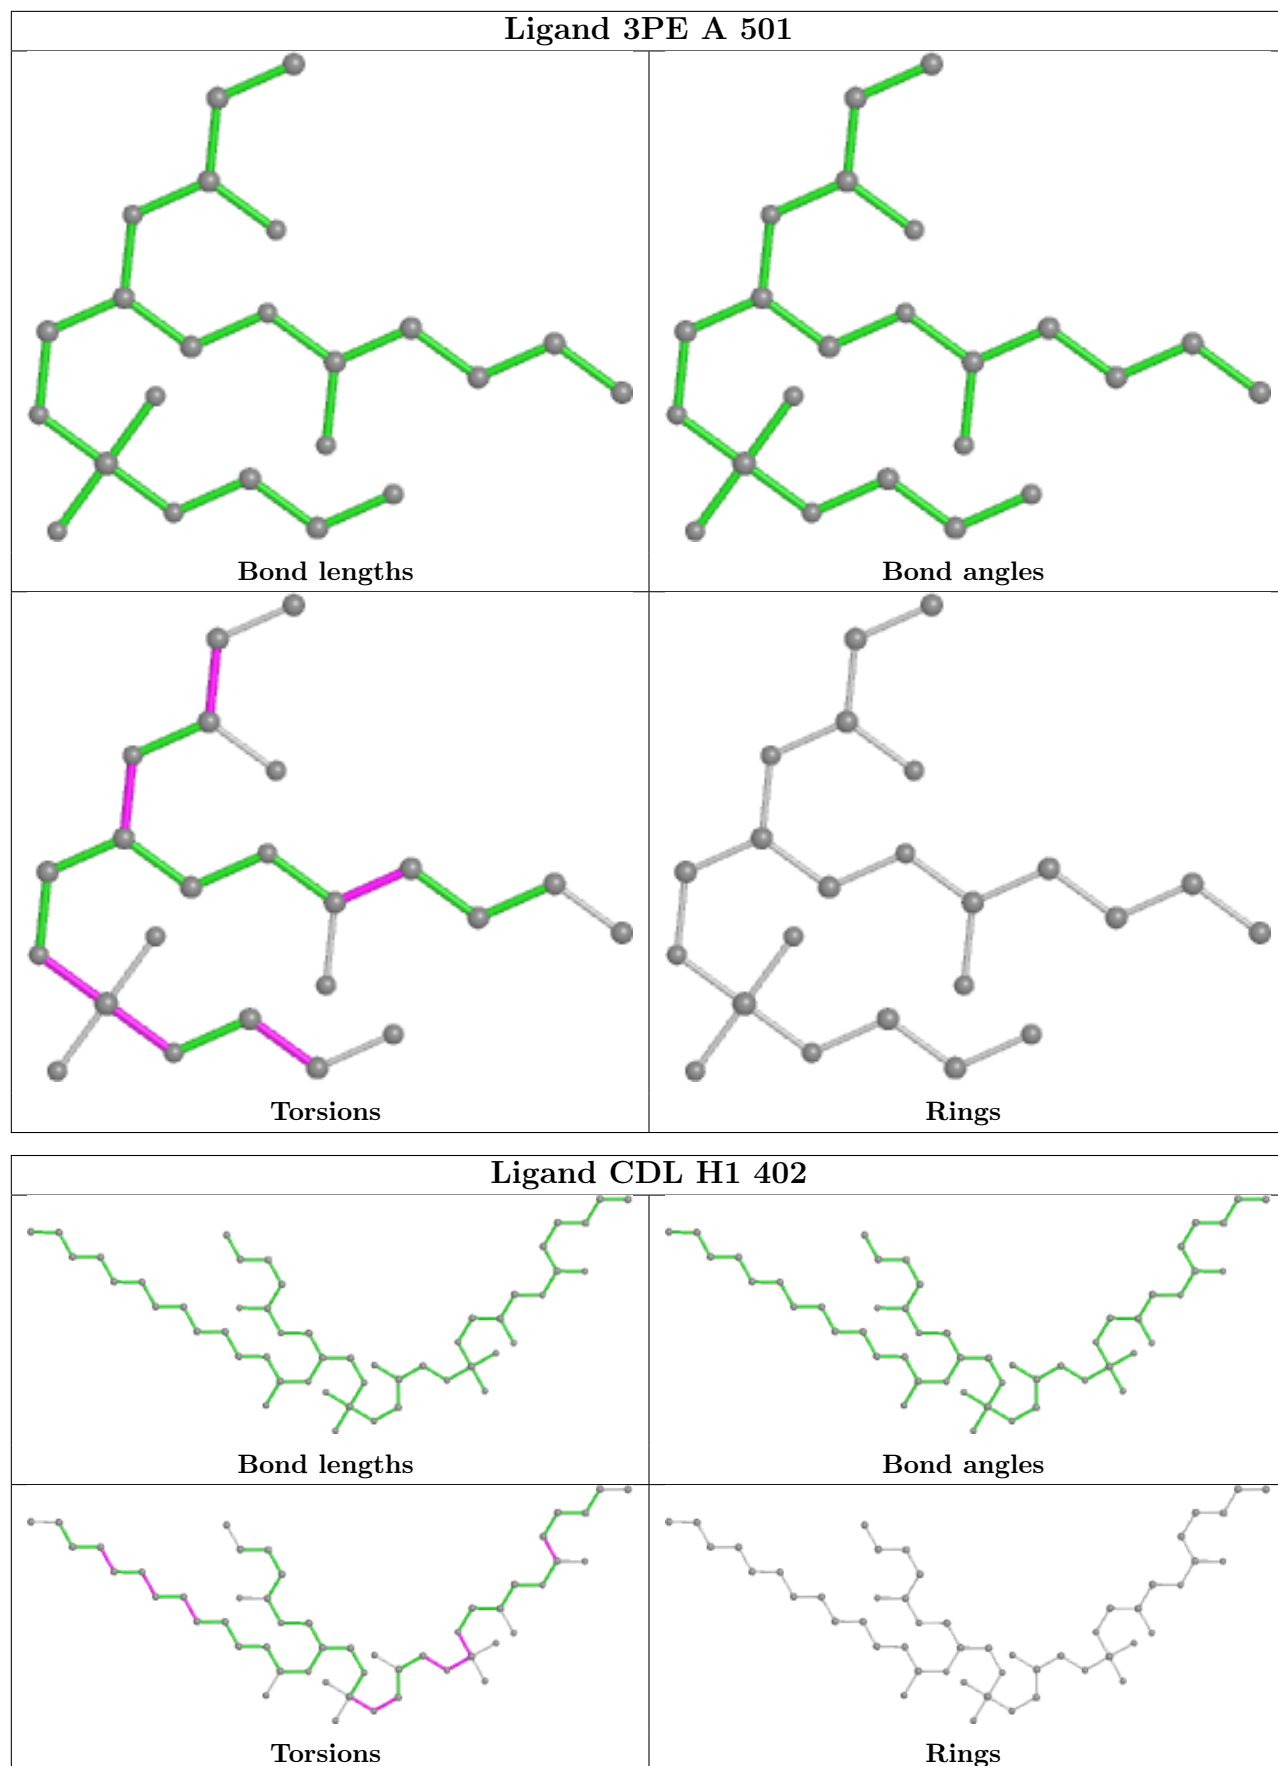 Ligand 3PE A 501
Bond lengths
Bond angles
Torsions
Rings
Ligand CDL H1 402
Bond lengths
Bond angles
Torsions
Rings